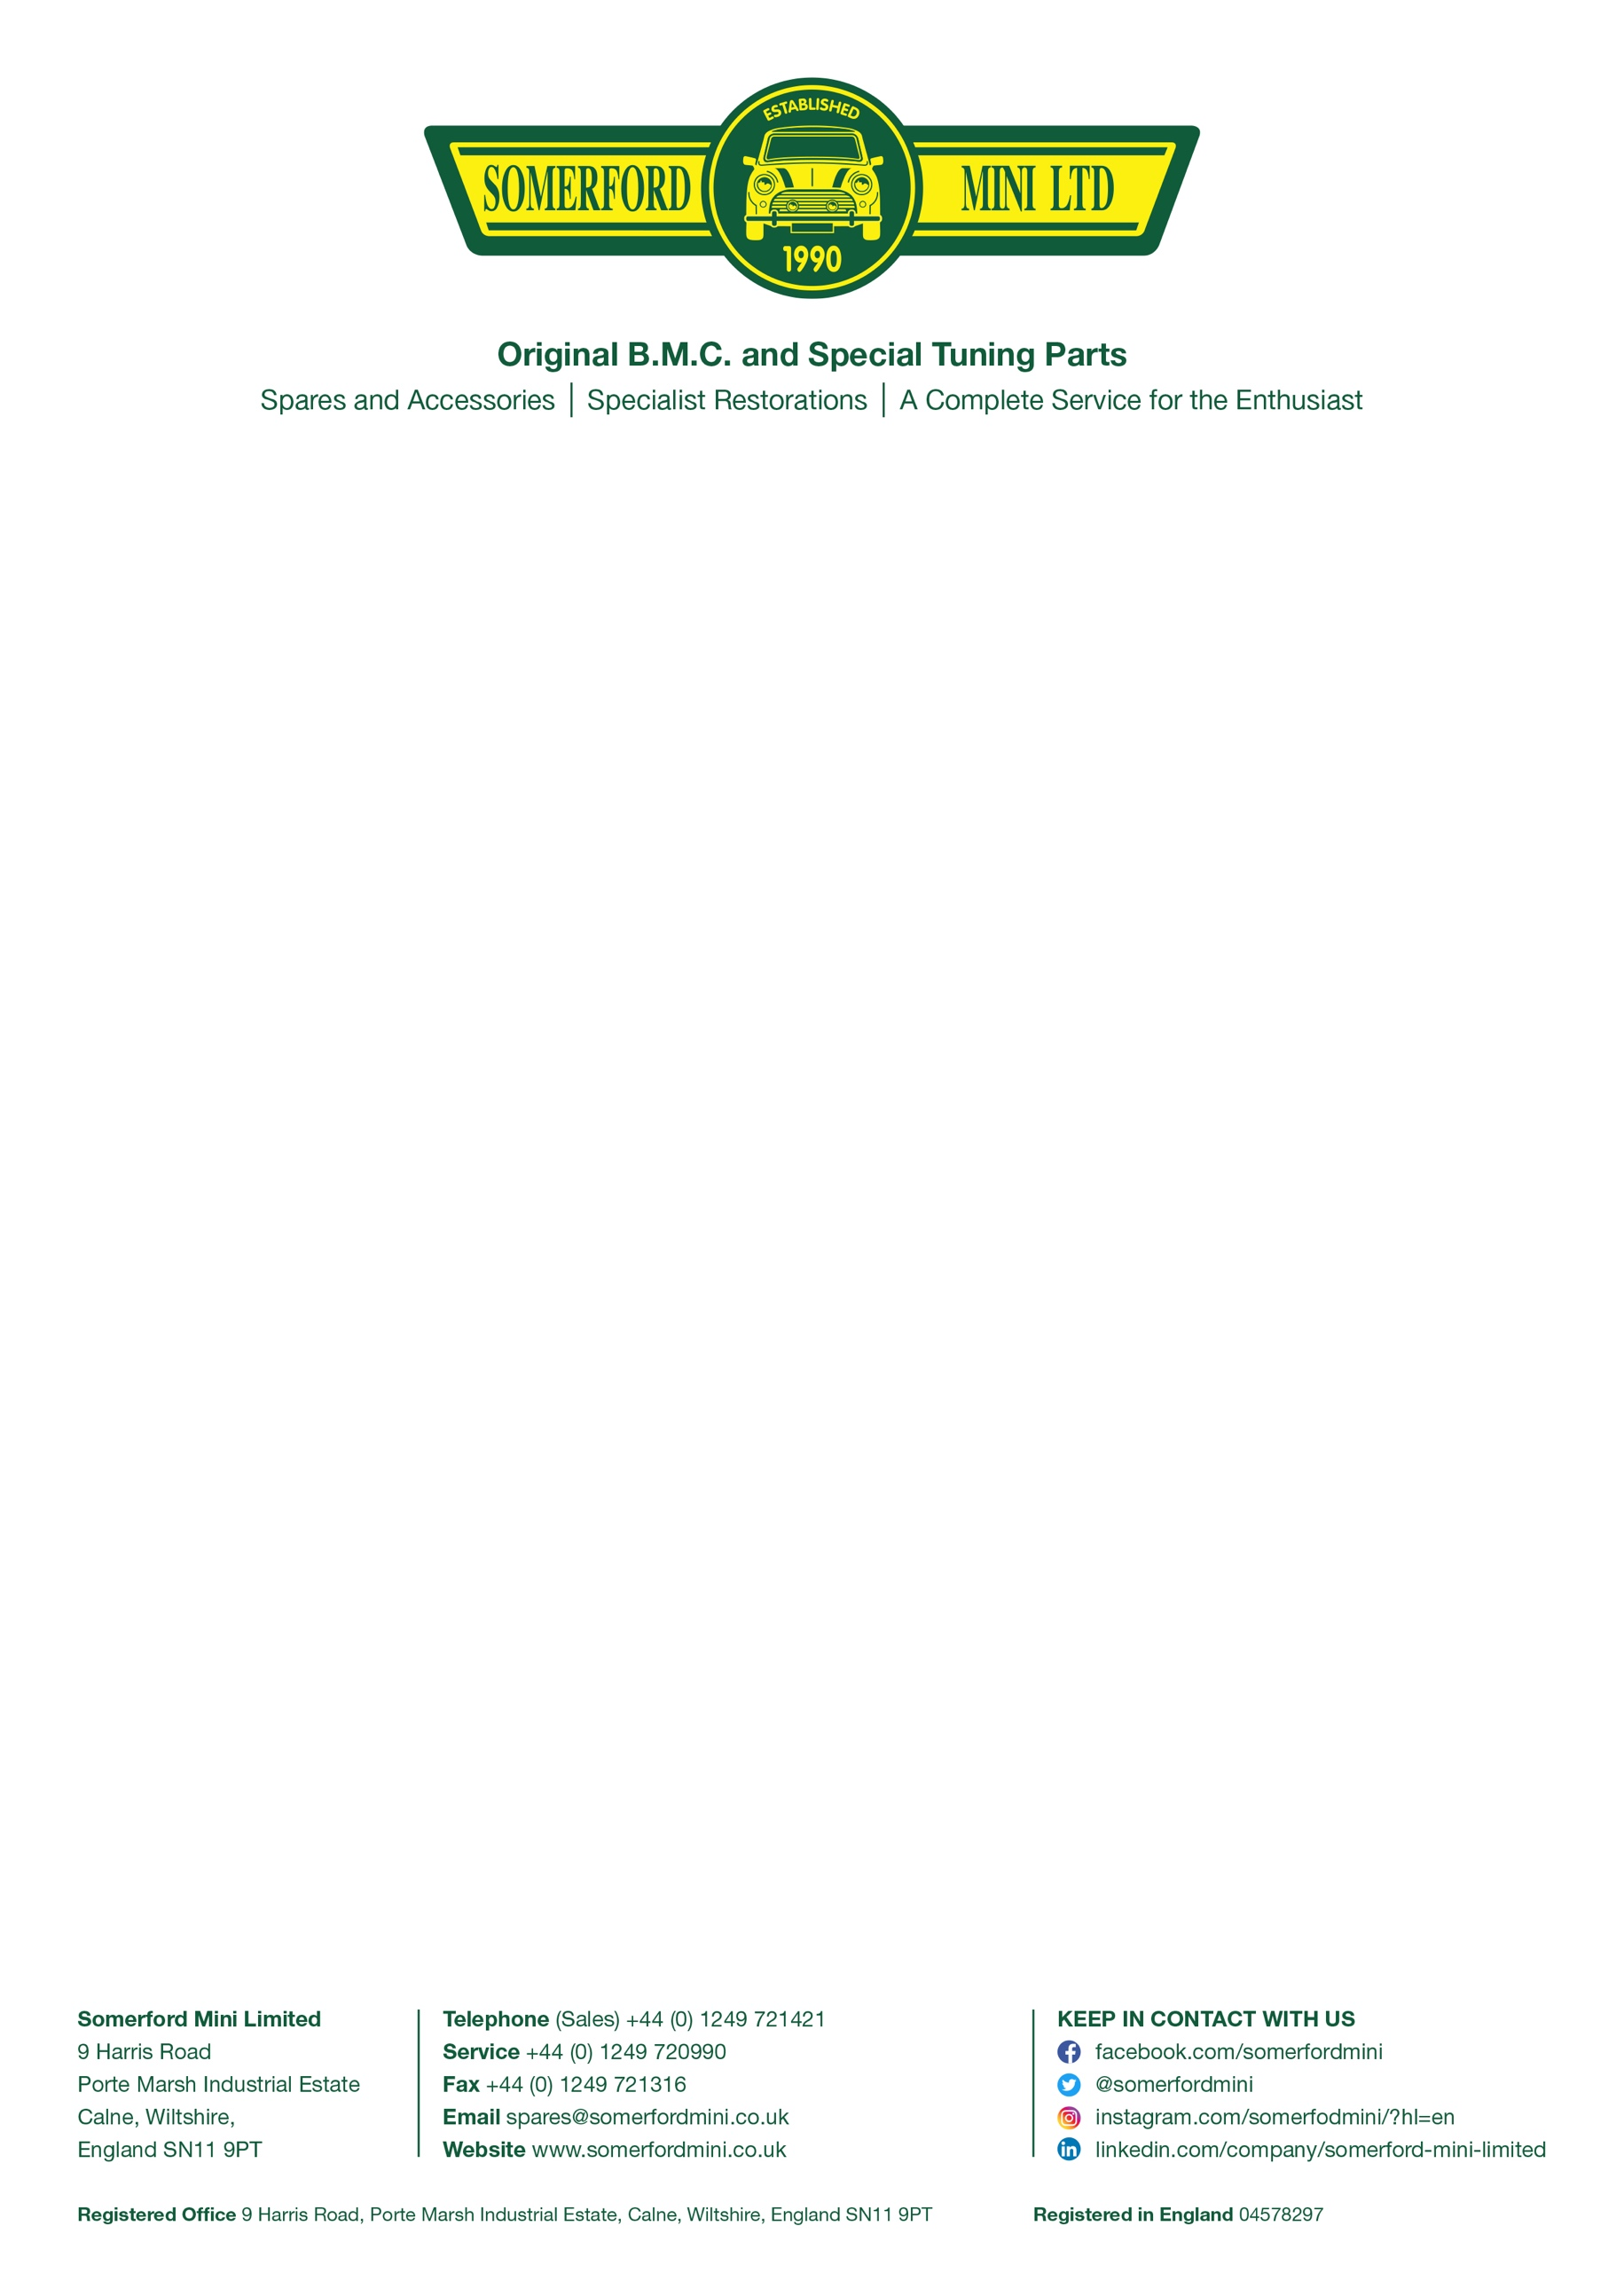 ESTABLISHED
SOMERFORD MINI LTD
1990
Original B.M.C. and Special Tuning Parts
Spares and Accessories | Specialist Restorations | A Complete Service for the Enthusiast
Somerford Mini Limited
9 Harris Road
Porte Marsh Industrial Estate
Calne, Wiltshire,
England SN11 9PT
Telephone (Sales) +44 (0) 1249 721421
Service +44 (0) 1249 720990
Fax +44 (0) 1249 721316
Email spares@somerfordmini.co.uk
Website www.somerfordmini.co.uk
KEEP IN CONTACT WITH US
facebook.com/somerfordmini
@somerfordmini
instagram.com/somerfodmini/?hl=en
linkedin.com/company/somerford-mini-limited
Registered Office 9 Harris Road, Porte Marsh Industrial Estate, Calne, Wiltshire, England SN11 9PT
Registered in England 04578297